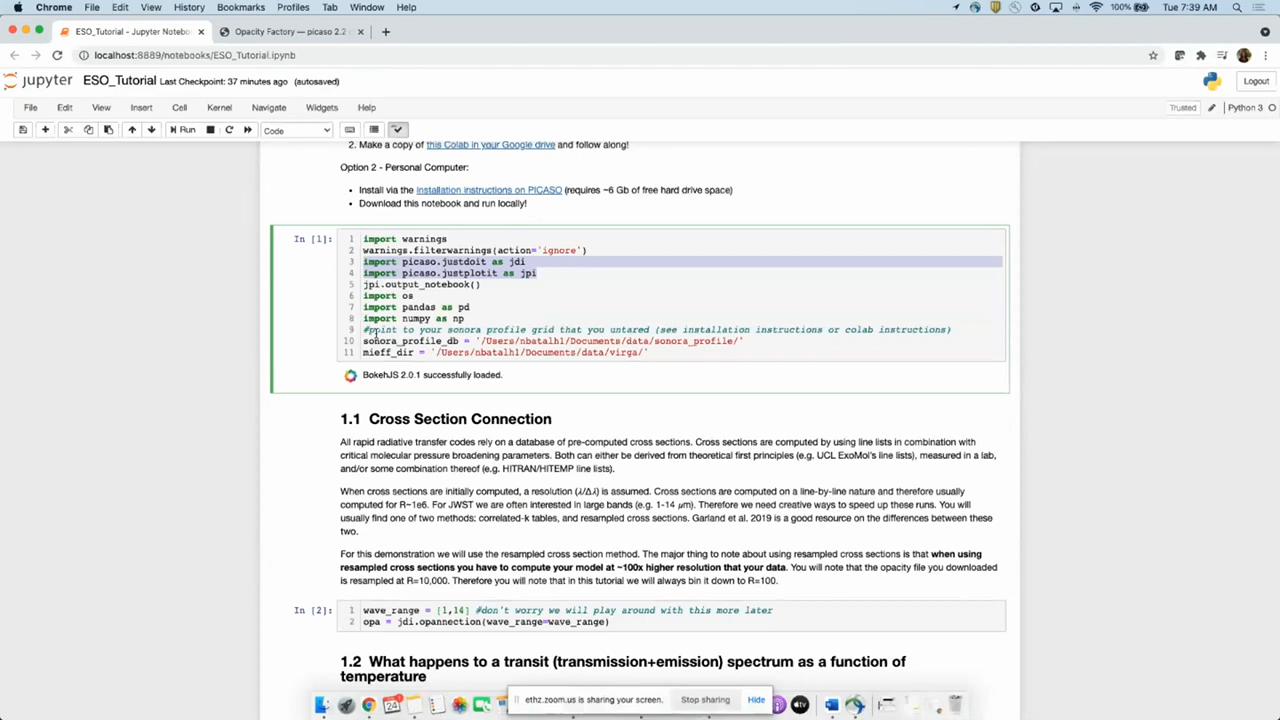 Chrome File Edit View History Bookmarks Profiles Tab Window Help 100% Tue 7:39 AM
ESO_Tutorial - Jupyter Notebo
Opacity Factory — picaso 2.2
localhost:8889/notebooks/ESO_Tutorial.ipynb
jupyter ESO_Tutorial Last Checkpoint: 37 minutes ago (autosaved) Logout
File Edit View Insert Cell Kernel Navigate Widgets Help Trusted Python 3
Run Code
2. Make a copy of this Colab in your Google drive and follow along!
Option 2 - Personal Computer:
• Install via the Installation instructions on PICASO (requires ~6 Gb of free hard drive space)
• Download this notebook and run locally!
In [1]:
1 import warnings
2 warnings.filterwarnings(action='ignore')
3 import picaso.justdoit as jdi
4 import picaso.justplotit as jpi
5 jpi.output_notebook()
6 import os
7 import pandas as pd
8 import numpy as np
9 #point to your sonora profile grid that you untared (see installation instructions or colab instructions)
10 sonora_profile_db = '/Users/nbatalh1/Documents/data/sonora_profile/'
11 mieff_dir = '/Users/nbatalh1/Documents/data/virga/'
BokehJS 2.0.1 successfully loaded.
1.1 Cross Section Connection
All rapid radiative transfer codes rely on a database of pre-computed cross sections. Cross sections are computed by using line lists in combination with
critical molecular pressure broadening parameters. Both can either be derived from theoretical first principles (e.g. UCL ExoMol's line lists), measured in a lab,
and/or some combination thereof (e.g. HITRAN/HITEMP line lists).
When cross sections are initially computed, a resolution (λ/Δλ) is assumed. Cross sections are computed on a line-by-line nature and therefore usually
computed for R~1e6. For JWST we are often interested in large bands (e.g. 1-14 μm). Therefore we need creative ways to speed up these runs. You will
usually find one of two methods: correlated-k tables, and resampled cross sections. Garland et al. 2019 is a good resource on the differences between these
two.
For this demonstration we will use the resampled cross section method. The major thing to note about using resampled cross sections is that when using
resampled cross sections you have to compute your model at ~100x higher resolution that your data. You will note that the opacity file you downloaded
is resampled at R=10,000. Therefore you will note that in this tutorial we will always bin it down to R=100.
In [2]:
1 wave_range = [1,14] #don't worry we will play around with this more later
2 opa = jdi.opannection(wave_range=wave_range)
1.2 What happens to a transit (transmission+emission) spectrum as a function of
temperature
ethz.zoom.us is sharing your screen. Stop sharing Hide